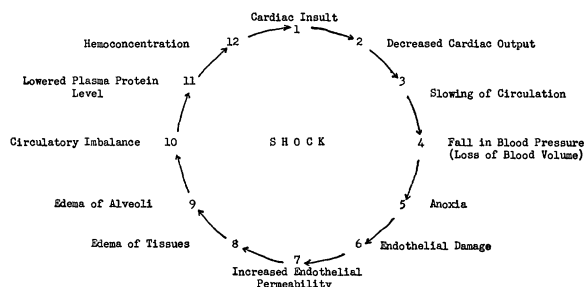 Cardiac Insult
1
2 Decreased Cardiac Output
3
Slowing of Circulation
4 Fall in Blood Pressure
(Loss of Blood Volume)
5 Anoxia
6 Endothelial Damage
7
Increased Endothelial
Permeability
Edema of Tissues 8
Edema of Alveoli 9
Circulatory Imbalance 10
Lowered Plasma Protein
Level
11
Hemoconcentration 12
SHOCK